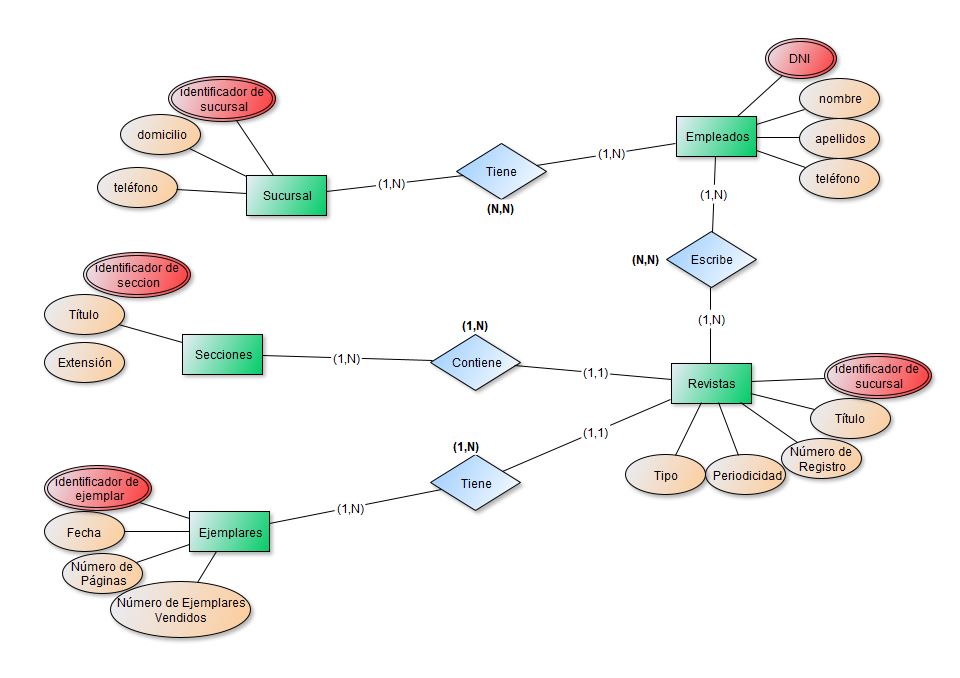 DNI
identificador de
sucursal
nombre
domicilio
Empleados
apellidos
(1,N)
Tiene
teléfono
(1,N)
teléfono
Sucursal
(1,N)
(N,N)
(N,N)
Escribe
identificador de
seccion
Título
(1,N)
(1,N)
Secciones
(1,N)
Contiene
Extensión
(1,1)
Revistas
identificador de
sucursal
Título
(1,1)
(1,N)
Número de
Registro
Tipo
Periodicidad
identificador de
ejemplar
Tiene
(1,N)
Fecha
Ejemplares
Número de
Páginas
Número de Ejemplares
Vendidos